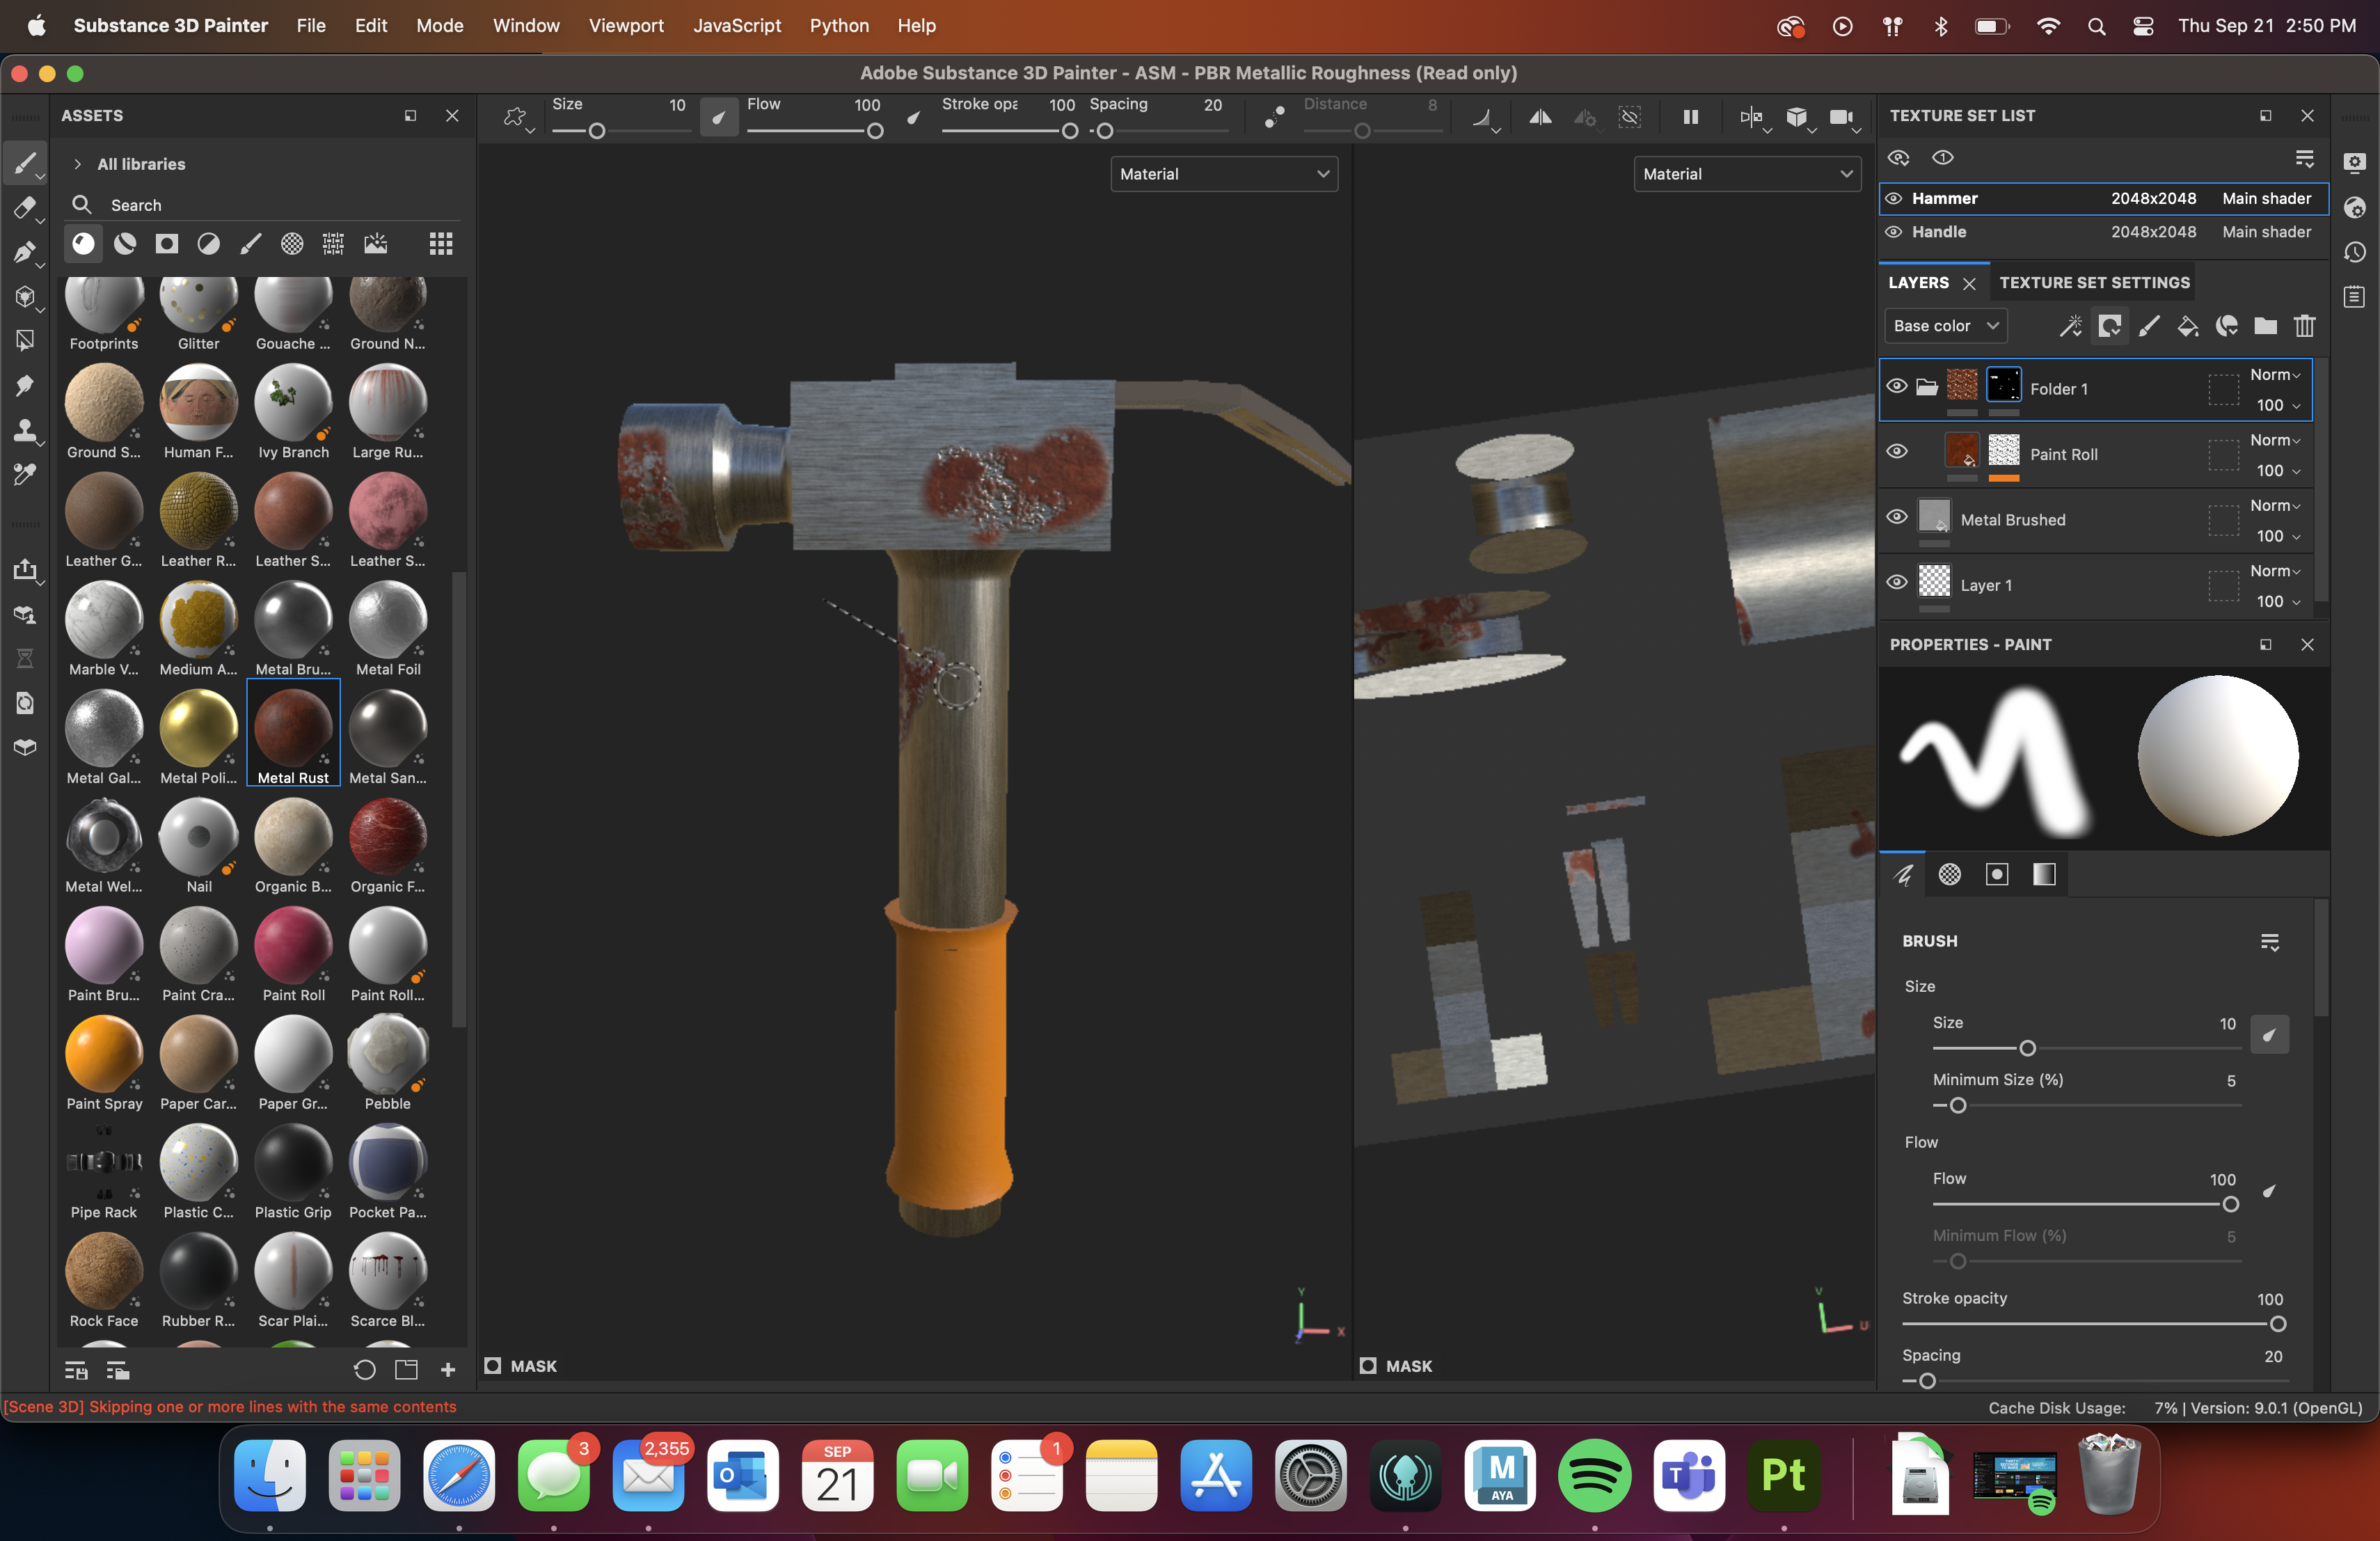 Substance 3D Painter File Edit Mode Window Viewport JavaScript Python Help Thu Sep 21 2:50 PM
Adobe Substance 3D Painter - ASM - PBR Metallic Roughness (Read only)
ASSETS
All libraries
Search
Footprints Glitter Gouache ... Ground N...
Ground S... Human F... Ivy Branch Large Ru...
Leather G... Leather R... Leather S... Leather S...
Marble V... Medium A... Metal Bru... Metal Foil
Metal Gal... Metal Poli... Metal Rust Metal San...
Metal Wel... Nail Organic B... Organic F...
Paint Bru... Paint Cra... Paint Roll Paint Roll...
Paint Spray Paper Car... Paper Gr... Pebble
Pipe Rack Plastic C... Plastic Grip Pocket Pa...
Rock Face Rubber R... Scar Plai... Scarce Bl...
Size 10 Flow 100 Stroke opa 100 Spacing 20 Distance 8
Material
Material
Y
X
Z
V
U
MASK
MASK
TEXTURE SET LIST
1
Hammer 2048x2048 Main shader
Handle 2048x2048 Main shader
LAYERS TEXTURE SET SETTINGS
Base color
Folder 1 Norm 100
Paint Roll Norm 100
Metal Brushed Norm 100
Layer 1 Norm 100
PROPERTIES - PAINT
BRUSH
Size
Size 10
Minimum Size (%) 5
Flow
Flow 100
Minimum Flow (%) 5
Stroke opacity 100
Spacing 20
[Scene 3D] Skipping one or more lines with the same contents
Cache Disk Usage: 7% | Version: 9.0.1 (OpenGL)
3
2,355
O
SEP
21
1
M
AYA
T
Pt